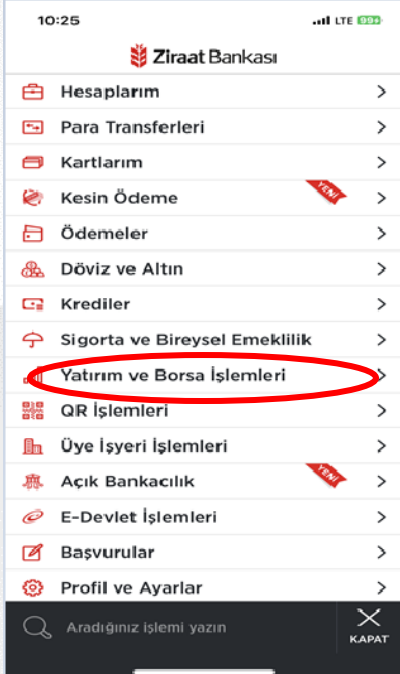 10:25 LTE 99+
Ziraat Bankası
Hesaplarım
Para Transferleri
Kartlarım
Kesin Ödeme YENİ
Ödemeler
Döviz ve Altın
Krediler
Sigorta ve Bireysel Emeklilik
Yatırım ve Borsa İşlemleri
QR İşlemleri
Üye İşyeri İşlemleri
Açık Bankacılık YENİ
E-Devlet İşlemleri
Başvurular
Profil ve Ayarlar
Aradığınız işlemi yazın
KAPAT